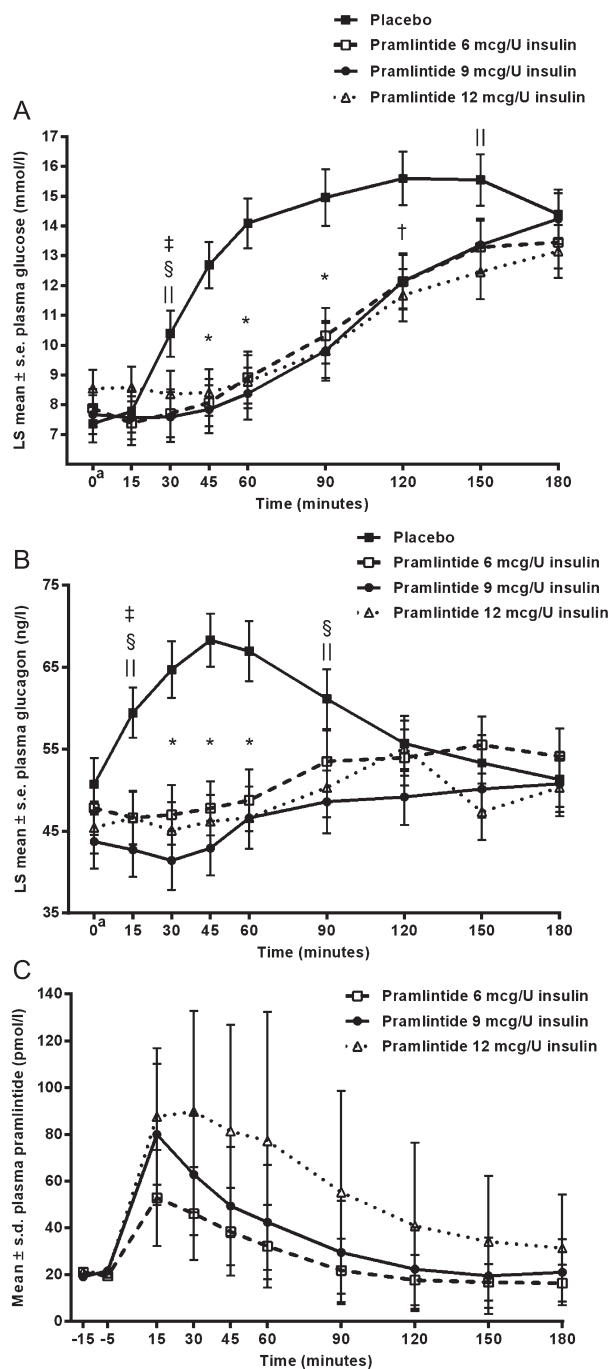 Placebo
Pramlintide 6 mcg/U insulin
Pramlintide 9 mcg/U insulin
Pramlintide 12 mcg/U insulin
A
LS mean ± s.e. plasma glucose (mmol/l)
17
16
15
14
13
12
11
10
9
8
7
‡
§
||
*
*
*
†
||
0a 15 30 45 60 90 120 150 180
Time (minutes)
B
Placebo
Pramlintide 6 mcg/U insulin
Pramlintide 9 mcg/U insulin
Pramlintide 12 mcg/U insulin
LS mean ± s.e. plasma glucagon (ng/l)
75
65
55
45
35
‡
§
||
* * *
§
||
0a 15 30 45 60 90 120 150 180
Time (minutes)
C
Pramlintide 6 mcg/U insulin
Pramlintide 9 mcg/U insulin
Pramlintide 12 mcg/U insulin
Mean ± s.d. plasma pramlintide (pmol/l)
140
120
100
80
60
40
20
0
-15 -5 15 30 45 60 90 120 150 180
Time (minutes)